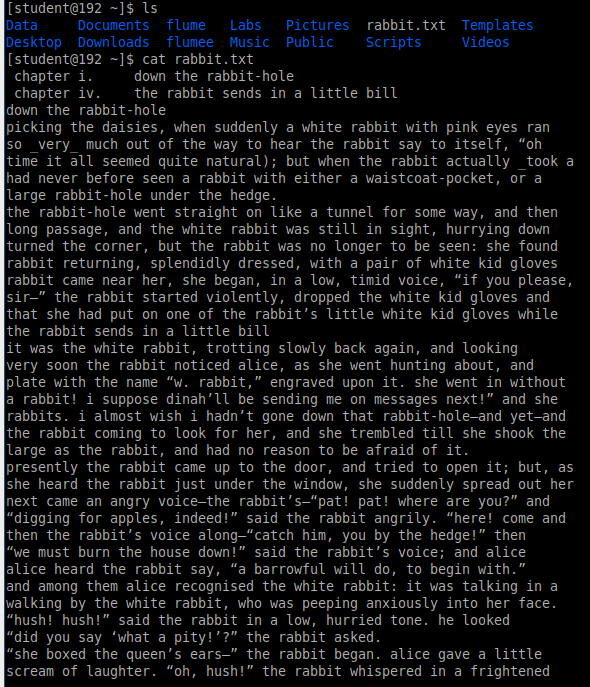 [student@192 ~]$ ls
Data     Documents  flume   Labs   Pictures  rabbit.txt  Templates
Desktop  Downloads  flumee  Music  Public    Scripts     Videos
[student@192 ~]$ cat rabbit.txt
 chapter i.     down the rabbit-hole
 chapter iv.    the rabbit sends in a little bill
down the rabbit-hole
picking the daisies, when suddenly a white rabbit with pink eyes ran
so _very_ much out of the way to hear the rabbit say to itself, “oh
time it all seemed quite natural); but when the rabbit actually _took a
had never before seen a rabbit with either a waistcoat-pocket, or a
large rabbit-hole under the hedge.
the rabbit-hole went straight on like a tunnel for some way, and then
long passage, and the white rabbit was still in sight, hurrying down
turned the corner, but the rabbit was no longer to be seen: she found
rabbit returning, splendidly dressed, with a pair of white kid gloves
rabbit came near her, she began, in a low, timid voice, “if you please,
sir—” the rabbit started violently, dropped the white kid gloves and
that she had put on one of the rabbit’s little white kid gloves while
the rabbit sends in a little bill
it was the white rabbit, trotting slowly back again, and looking
very soon the rabbit noticed alice, as she went hunting about, and
plate with the name “w. rabbit,” engraved upon it. she went in without
a rabbit! i suppose dinah’ll be sending me on messages next!” and she
rabbits. i almost wish i hadn’t gone down that rabbit-hole—and yet—and
the rabbit coming to look for her, and she trembled till she shook the
large as the rabbit, and had no reason to be afraid of it.
presently the rabbit came up to the door, and tried to open it; but, as
she heard the rabbit just under the window, she suddenly spread out her
next came an angry voice—the rabbit’s—“pat! pat! where are you?” and
“digging for apples, indeed!” said the rabbit angrily. “here! come and
then the rabbit’s voice along—“catch him, you by the hedge!” then
“we must burn the house down!” said the rabbit’s voice; and alice
alice heard the rabbit say, “a barrowful will do, to begin with.”
and among them alice recognised the white rabbit: it was talking in a
walking by the white rabbit, who was peeping anxiously into her face.
“hush! hush!” said the rabbit in a low, hurried tone. he looked
“did you say ‘what a pity!’?” the rabbit asked.
“she boxed the queen’s ears—” the rabbit began. alice gave a little
scream of laughter. “oh, hush!” the rabbit whispered in a frightened